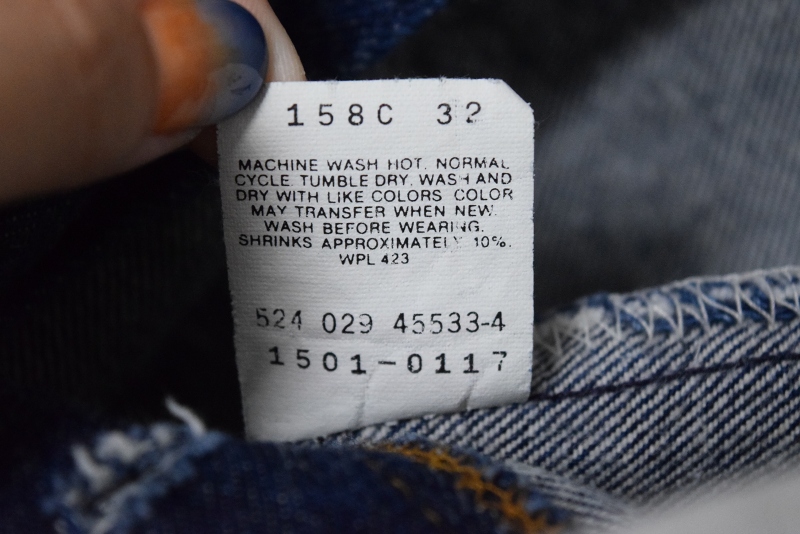 158C 32
MACHINE WASH HOT, NORMAL
CYCLE. TUMBLE DRY, WASH AND
DRY WITH LIKE COLORS. COLOR
MAY TRANSFER WHEN NEW.
WASH BEFORE WEARING.
SHRINKS APPROXIMATELY 10%.
WPL 423
524 029 45533-4
1501-0117